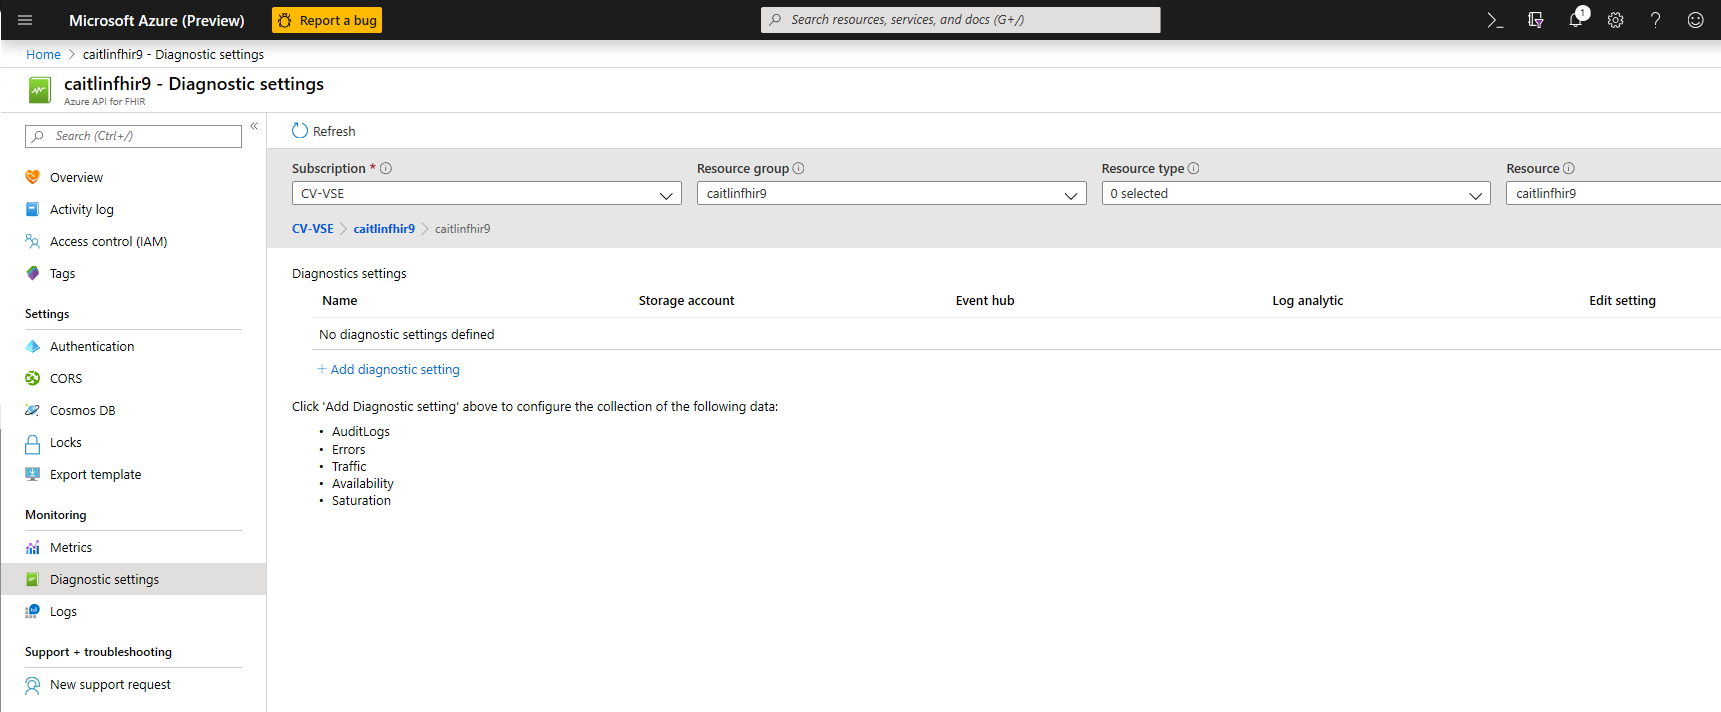 Microsoft Azure (Preview)
Report a bug
Search resources, services, and docs (G+/)
1
Home > caitlinfhir9 - Diagnostic settings
caitlinfhir9 - Diagnostic settings
Azure API for FHIR
Search (Ctrl+/)
«
Overview
Activity log
Access control (IAM)
Tags
Settings
Authentication
CORS
Cosmos DB
Locks
Export template
Monitoring
Metrics
Diagnostic settings
Logs
Support + troubleshooting
New support request
Refresh
Subscription *
CV-VSE
Resource group
caitlinfhir9
Resource type
0 selected
Resource
caitlinfhir9
CV-VSE > caitlinfhir9 > caitlinfhir9
Diagnostics settings
Name Storage account Event hub Log analytic Edit setting
No diagnostic settings defined
+ Add diagnostic setting
Click 'Add Diagnostic setting' above to configure the collection of the following data:
• AuditLogs
• Errors
• Traffic
• Availability
• Saturation